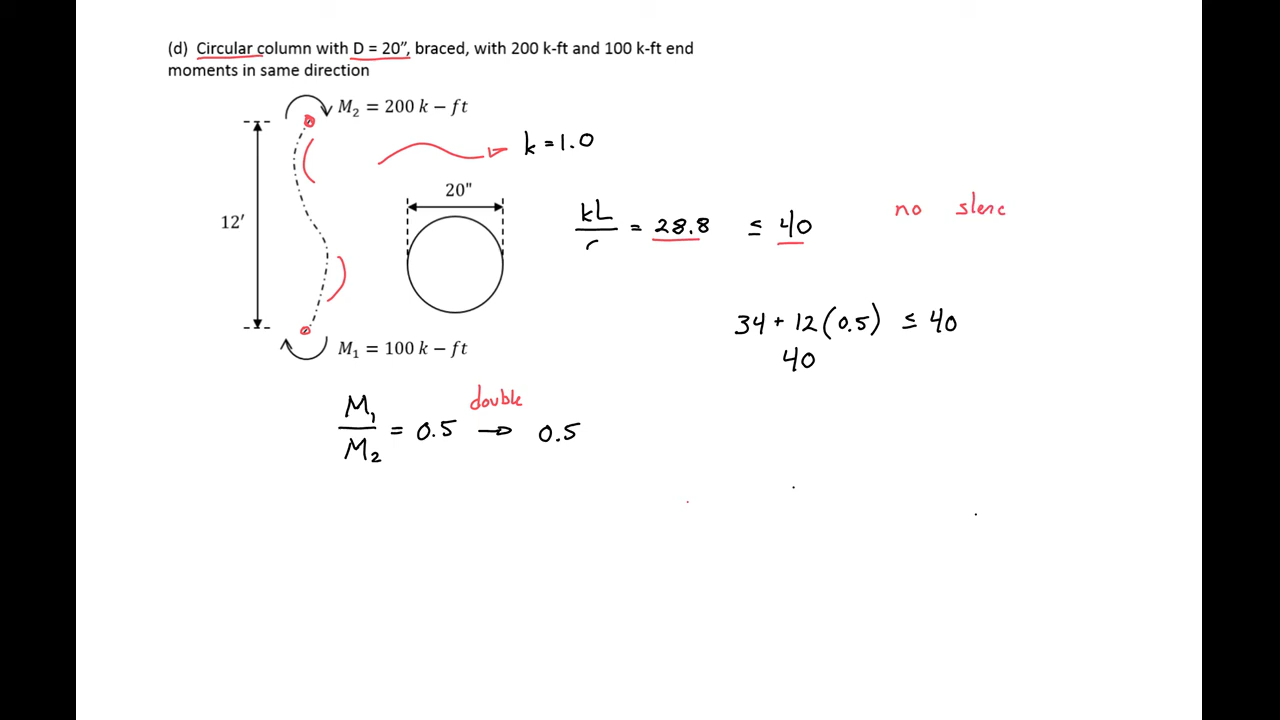 (d) Circular column with D = 20”, braced, with 200 k-ft and 100 k-ft end
moments in same direction
M₂ = 200 k − ft
k = 1.0
20"
12′
kL/r = 28.8 ≤ 40
no slenc
34 + 12(0.5) ≤ 40
40
M₁ = 100 k − ft
double
M₁/M₂ = 0.5 → 0.5